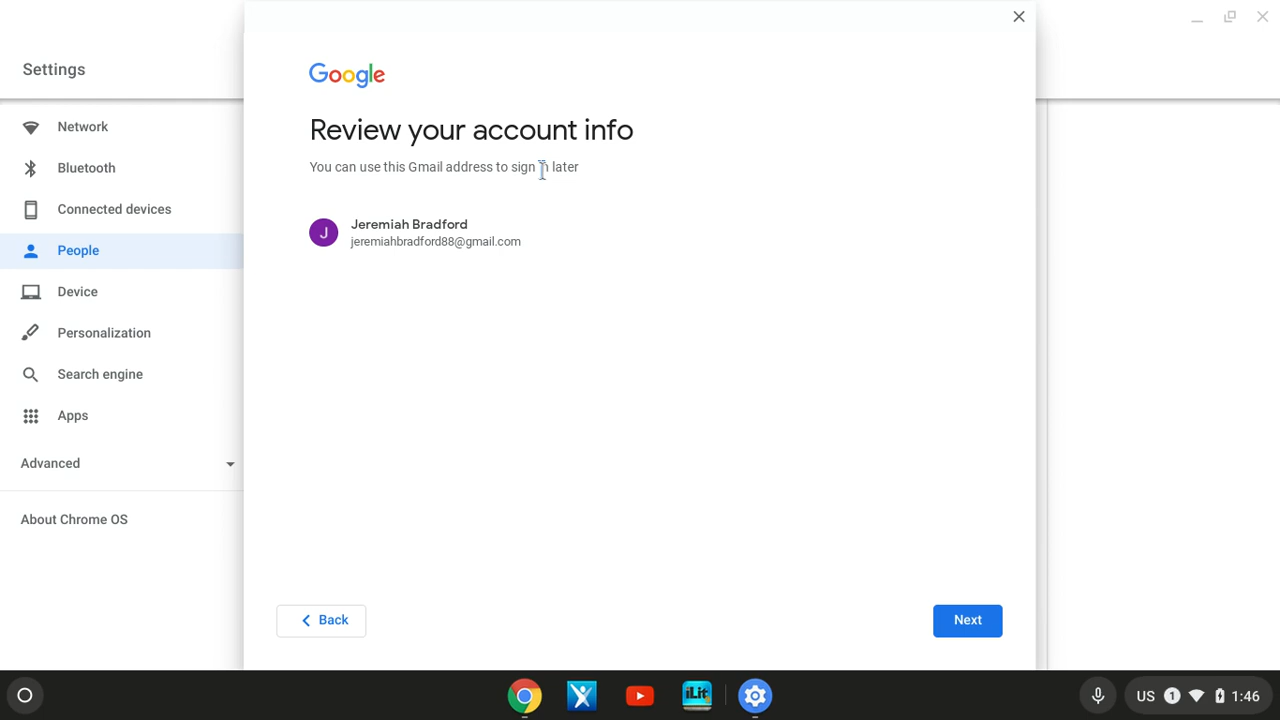 Settings
Network
Bluetooth
Connected devices
People
Device
Personalization
Search engine
Apps
Advanced
About Chrome OS
Google
Review your account info
You can use this Gmail address to sign in later
J
Jeremiah Bradford
jeremiahbradford88@gmail.com
Back
Next
iLit
US 1 1:46